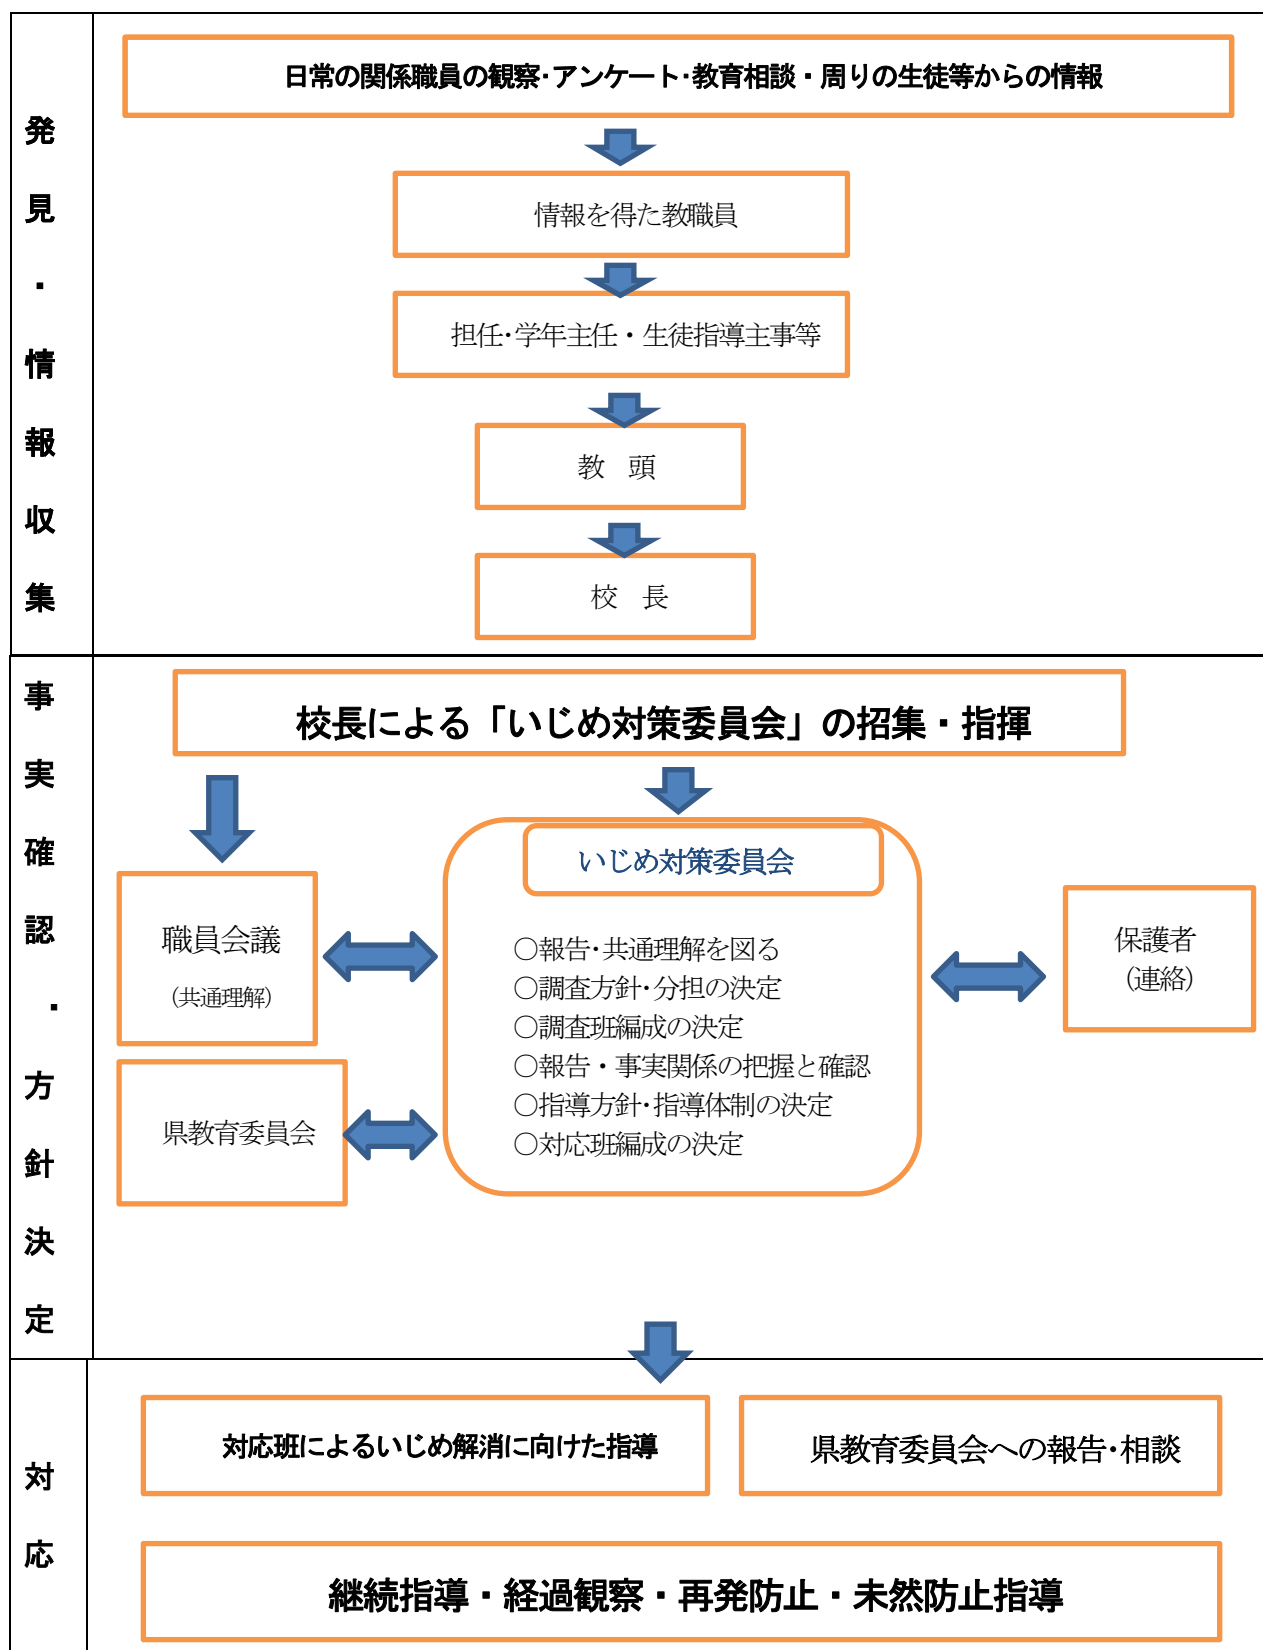 発見・情報収集
日常の関係職員の観察･アンケート･教育相談・周りの生徒等からの情報
情報を得た教職員
担任･学年主任・生徒指導主事等
教　頭
校　長
事実確認・方針決定
校長による「いじめ対策委員会」の招集・指揮
いじめ対策委員会
職員会議
（共通理解）
県教育委員会
○報告･共通理解を図る
○調査方針･分担の決定
○調査班編成の決定
○報告・事実関係の把握と確認
○指導方針･指導体制の決定
○対応班編成の決定
保護者
（連絡）
対応
対応班によるいじめ解消に向けた指導
県教育委員会への報告･相談
継続指導・経過観察・再発防止・未然防止指導